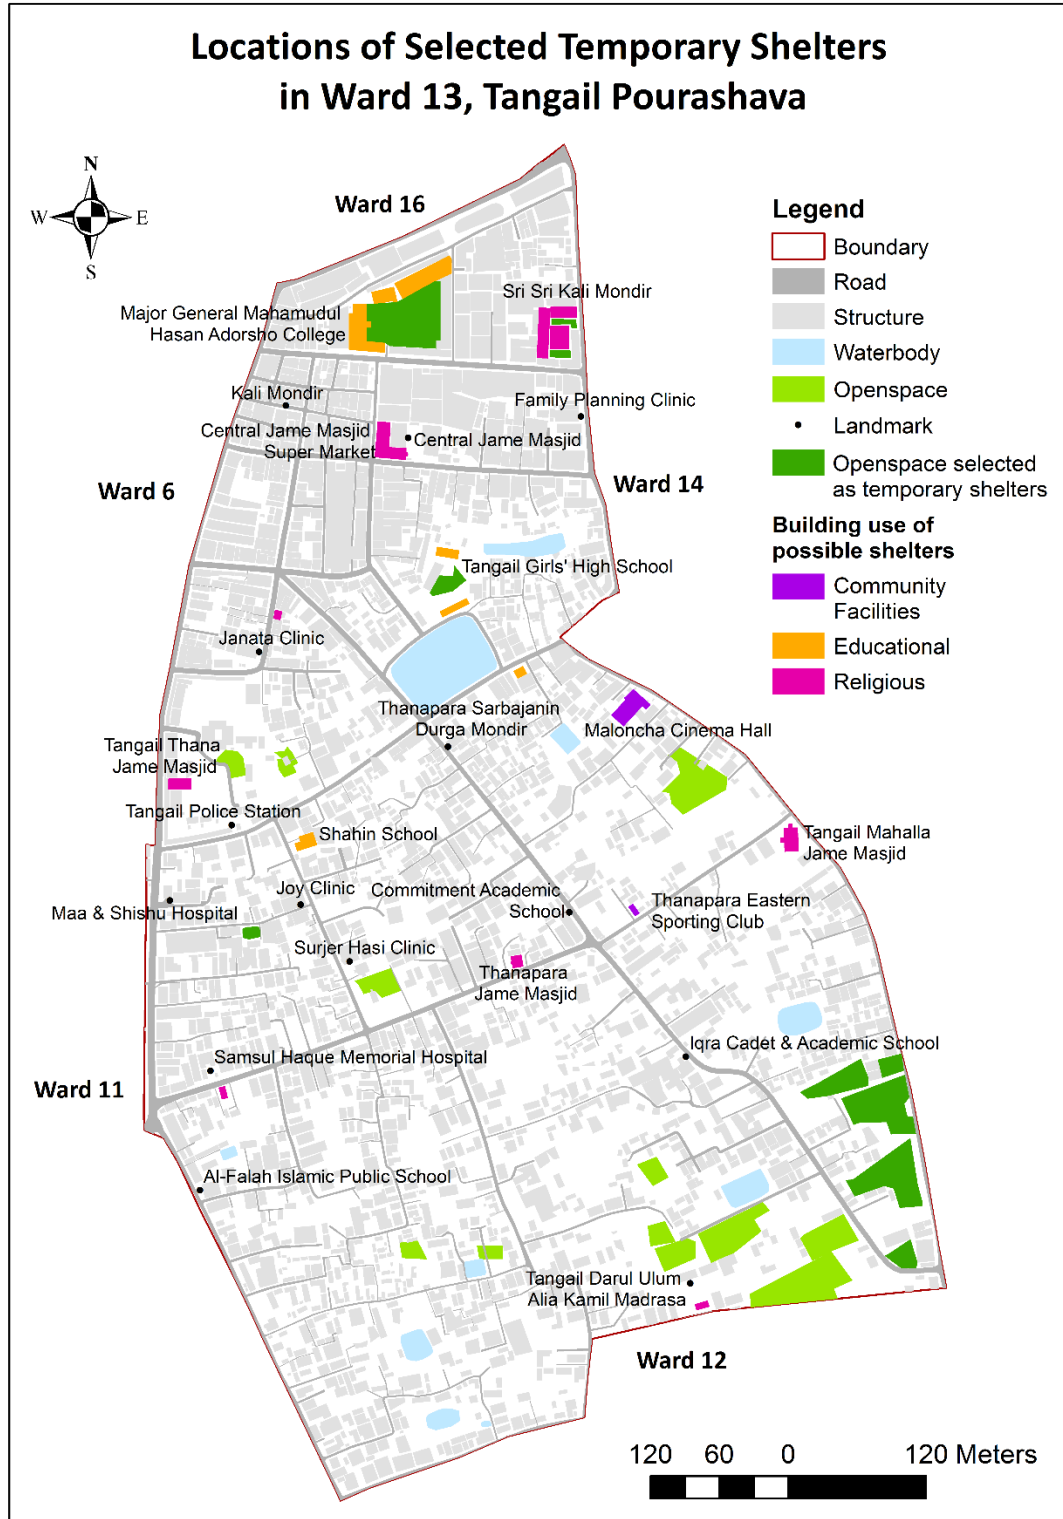 Locations of Selected Temporary Shelters
in Ward 13, Tangail Pourashava
N
W
E
S
Ward 16
Legend
Boundary
Road
Structure
Waterbody
Openspace
Landmark
Openspace selected
as temporary shelters
Building use of
possible shelters
Community
Facilities
Educational
Religious
Sri Sri Kali Mondir
Major General Mahamudul
Hasan Adorsho College
Kali Mondir
Family Planning Clinic
Central Jame Masjid
Super Market
Central Jame Masjid
Ward 6
Ward 14
Tangail Girls' High School
Janata Clinic
Thanapara Sarbajanin
Durga Mondir
Maloncha Cinema Hall
Tangail Thana
Jame Masjid
Tangail Police Station
Shahin School
Tangail Mahalla
Jame Masjid
Joy Clinic
Commitment Academic
School
Thanapara Eastern
Sporting Club
Maa & Shishu Hospital
Surjer Hasi Clinic
Thanapara
Jame Masjid
Iqra Cadet & Academic School
Samsul Haque Memorial Hospital
Ward 11
Al-Falah Islamic Public School
Tangail Darul Ulum
Alia Kamil Madrasa
Ward 12
120 60 0 120 Meters